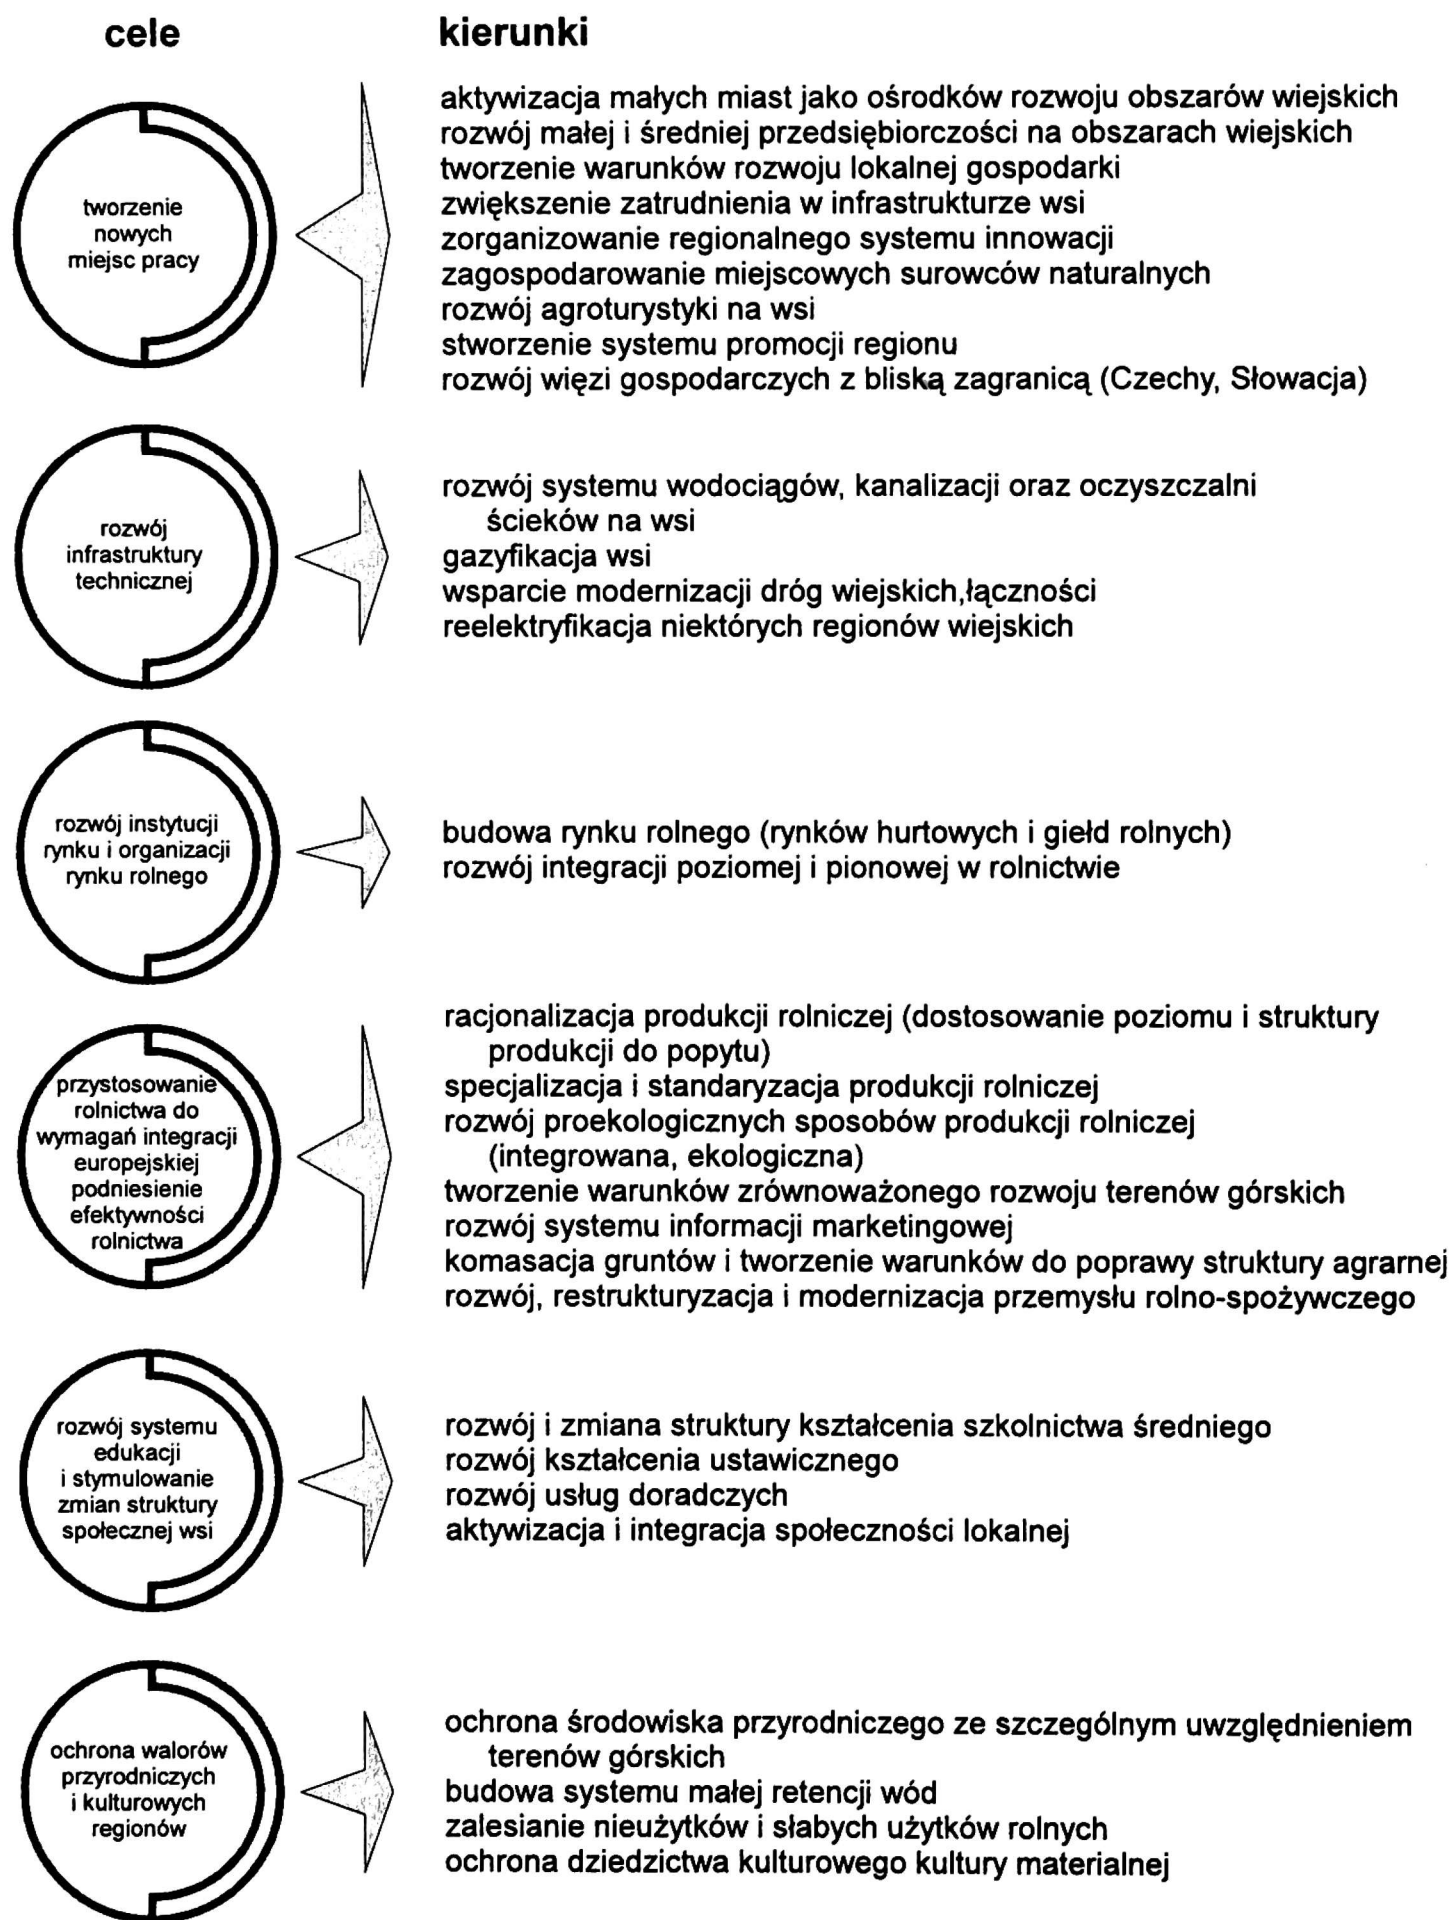 cele
kierunki
tworzenie
nowych
miejsc pracy
aktywizacja małych miast jako ośrodków rozwoju obszarów wiejskich
rozwój małej i średniej przedsiębiorczości na obszarach wiejskich
tworzenie warunków rozwoju lokalnej gospodarki
zwiększenie zatrudnienia w infrastrukturze wsi
zorganizowanie regionalnego systemu innowacji
zagospodarowanie miejscowych surowców naturalnych
rozwój agroturystyki na wsi
stworzenie systemu promocji regionu
rozwój więzi gospodarczych z bliską zagranicą (Czechy, Słowacja)
rozwój
infrastruktury
technicznej
rozwój systemu wodociągów, kanalizacji oraz oczyszczalni
ścieków na wsi
gazyfikacja wsi
wsparcie modernizacji dróg wiejskich,łączności
reelektryfikacja niektórych regionów wiejskich
rozwój instytucji
rynku i organizacji
rynku rolnego
budowa rynku rolnego (rynków hurtowych i giełd rolnych)
rozwój integracji poziomej i pionowej w rolnictwie
przystosowanie
rolnictwa do
wymagań integracji
europejskiej
podniesienie
efektywności
rolnictwa
racjonalizacja produkcji rolniczej (dostosowanie poziomu i struktury
produkcji do popytu)
specjalizacja i standaryzacja produkcji rolniczej
rozwój proekologicznych sposobów produkcji rolniczej
(integrowana, ekologiczna)
tworzenie warunków zrównoważonego rozwoju terenów górskich
rozwój systemu informacji marketingowej
komasacja gruntów i tworzenie warunków do poprawy struktury agrarnej
rozwój, restrukturyzacja i modernizacja przemysłu rolno-spożywczego
rozwój systemu
edukacji
i stymulowanie
zmian struktury
społecznej wsi
rozwój i zmiana struktury kształcenia szkolnictwa średniego
rozwój kształcenia ustawicznego
rozwój usług doradczych
aktywizacja i integracja społeczności lokalnej
ochrona walorów
przyrodniczych
i kulturowych
regionów
ochrona środowiska przyrodniczego ze szczególnym uwzględnieniem
terenów górskich
budowa systemu małej retencji wód
zalesianie nieużytków i słabych użytków rolnych
ochrona dziedzictwa kulturowego kultury materialnej